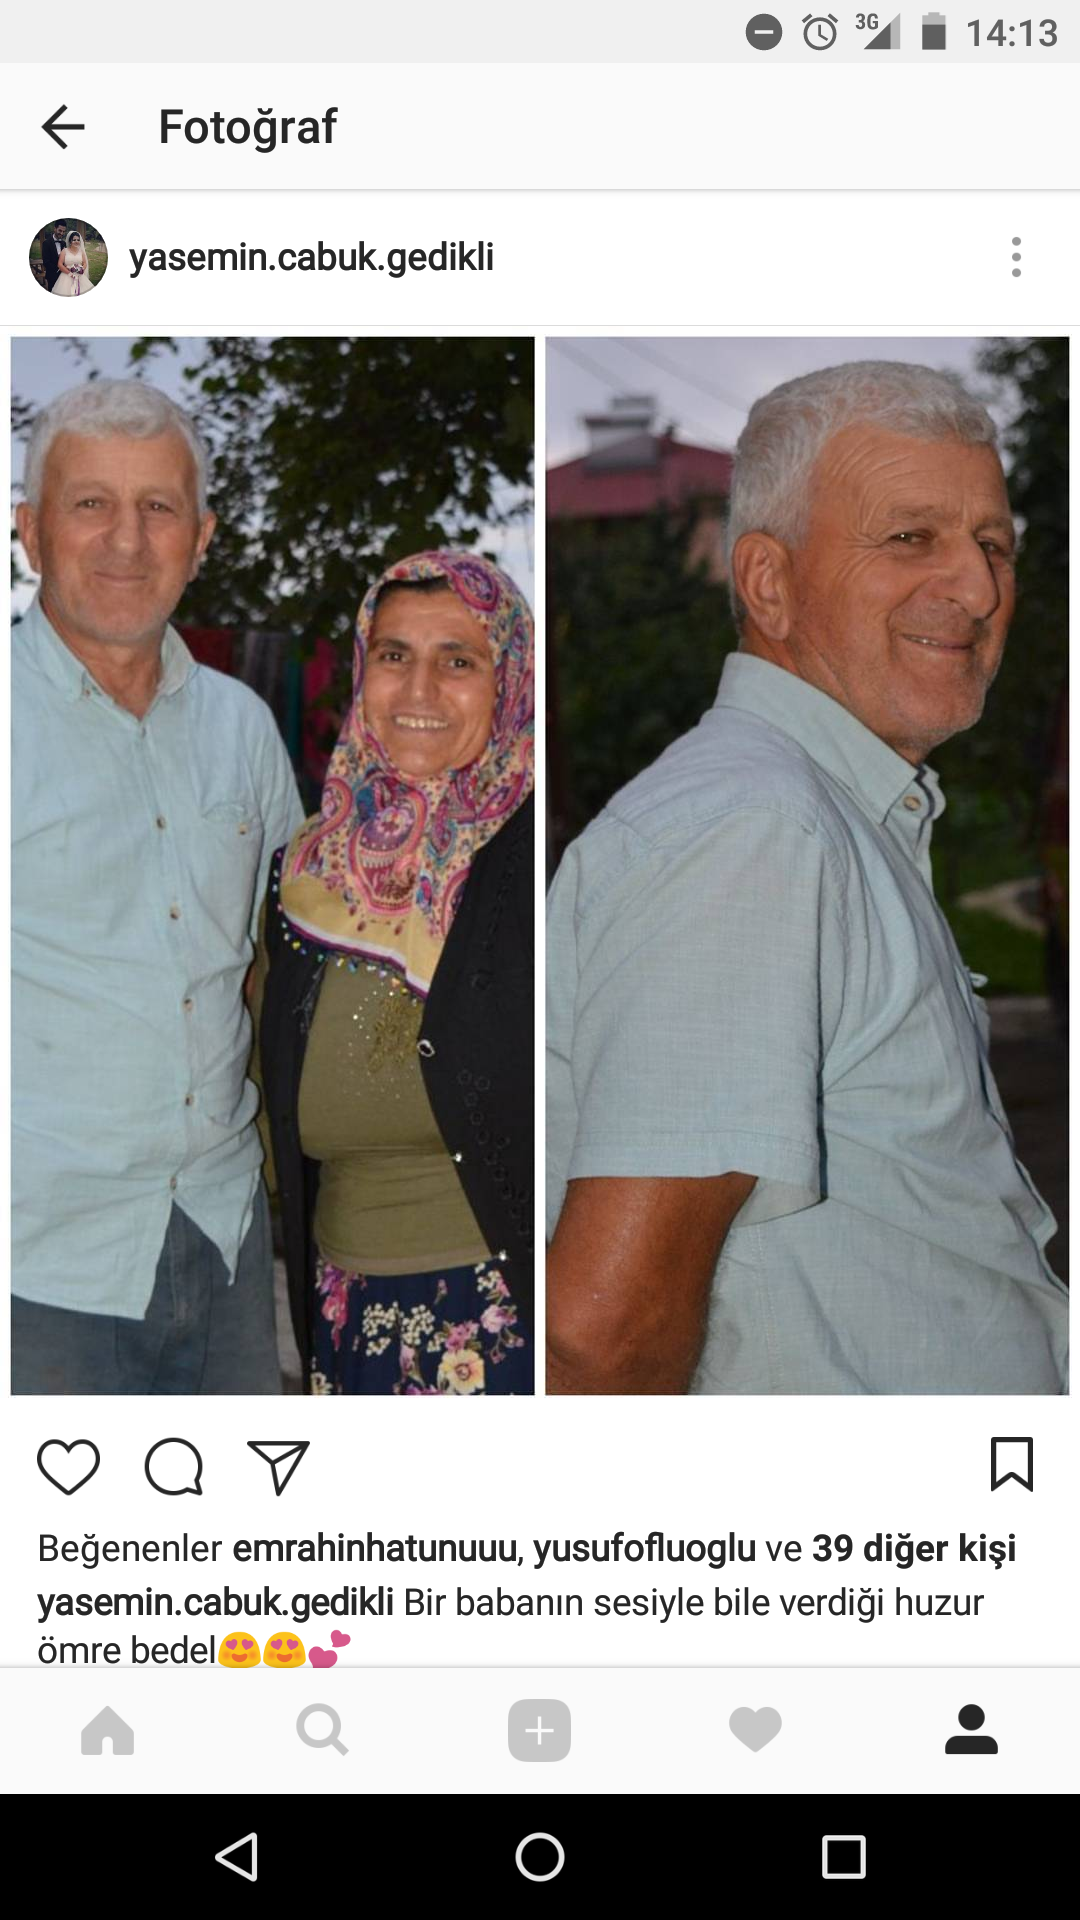 3G 14:13
Fotoğraf
yasemin.cabuk.gedikli
Beğenenler emrahinhatunuuu, yusufofluoglu ve 39 diğer kişi
yasemin.cabuk.gedikli Bir babanın sesiyle bile verdiği huzur
ömre bedel😍😍💕